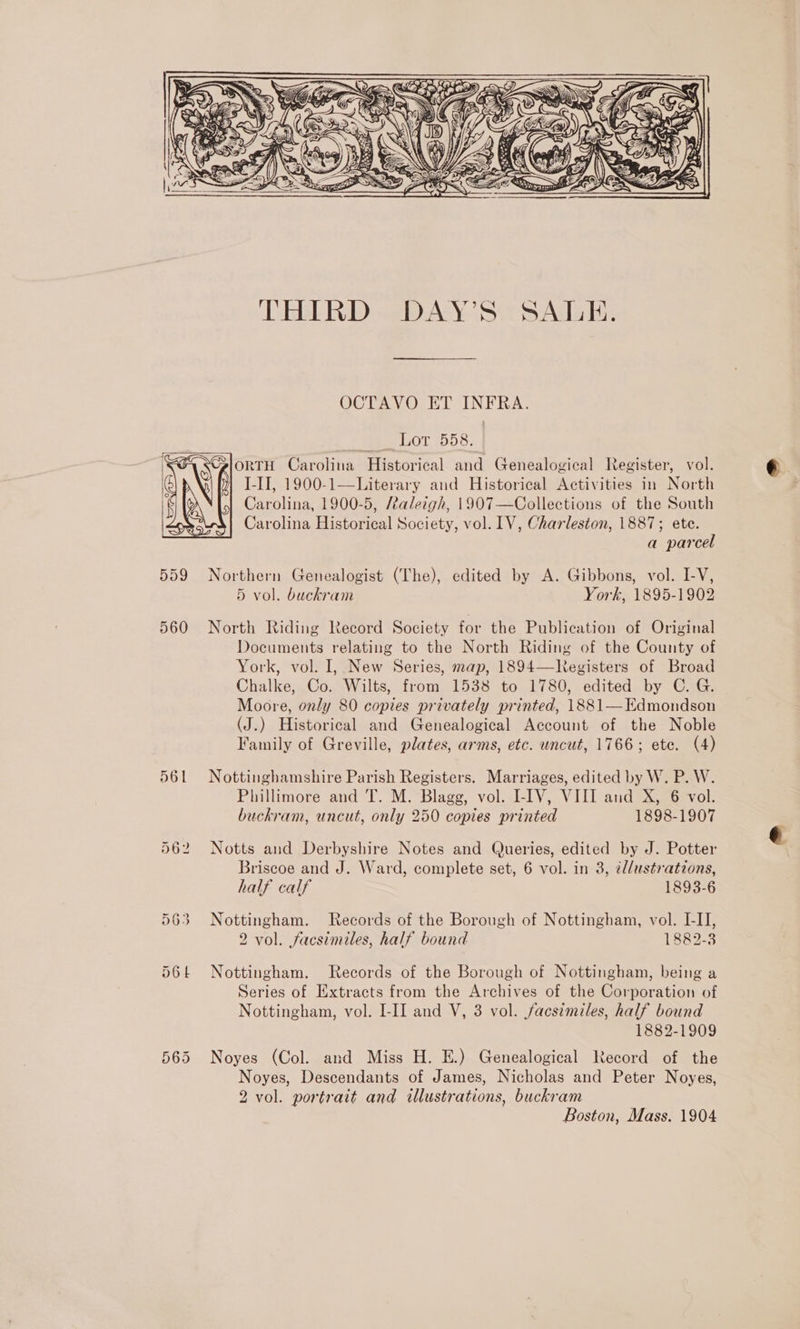 THIRD DAY'S SALE.
OCTAVO ET INFRA.
LOT 558.
NORTH Carolina Historical and Genealogical Register, vol.
I-II, 1900-1—Literary and Historical Activities in North
Carolina, 1900-5, Raleigh, 1907—Collections of the South
Carolina Historical Society, vol. IV, Charleston, 1887; etc.
a parcel
559 Northern Genealogist (The), edited by A. Gibbons, vol. I-V,
5 vol. buckram York, 1895-1902
560 North Riding Record Society for the Publication of Original
Documents relating to the North Riding of the County of
York, vol. I, New Series, map, 1894—Registers of Broad
Chalke, Co. Wilts, from 1538 to 1780, edited by C. G.
Moore, only 80 copies privately printed, 1881—Edmondson
(J.) Historical and Genealogical Account of the Noble
Family of Greville, plates, arms, etc. uncut, 1766; etc. (4)
561 Nottinghamshire Parish Registers. Marriages, edited by W. P. W.
Phillimore and T. M. Blagg, vol. I-IV, VIII and X, 6 vol.
buckram, uncut, only 250 copies printed 1898-1907
562 Notts and Derbyshire Notes and Queries, edited by J. Potter
Briscoe and J. Ward, complete set, 6 vol. in 3, illustrations,
half calf 1893-6
563 Nottingham. Records of the Borough of Nottingham, vol. I-II,
2 vol. facsimiles, half bound 1882-3
564 Nottingham. Records of the Borough of Nottingham, being a
Series of Extracts from the Archives of the Corporation of
Nottingham, vol. I-II and V, 3 vol. facsimiles, half bound
1882-1909
565 Noyes (Col. and Miss H. E.) Genealogical Record of the
Noyes, Descendants of James, Nicholas and Peter Noyes,
2 vol. portrait and illustrations, buckram
Boston, Mass. 1904